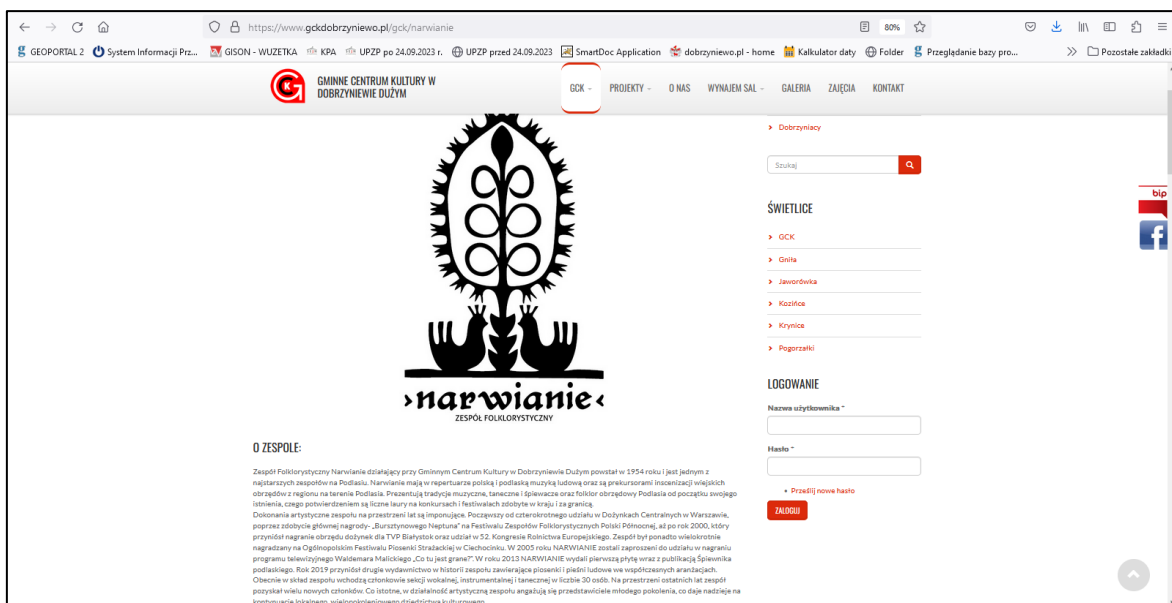 https://www.gckdobrzyniewo.pl/gck/narwianie
80%
GEOPORTAL 2 System Informacji Prz... GISON - WUZETKA KPA UPZP po 24.09.2023 r. UPZP przed 24.09.2023 SmartDoc Application dobrzyniewo.pl - home Kalkulator daty Folder Przeglądanie bazy pro... Pozostałe zakładki
GMINNE CENTRUM KULTURY W
DOBRZYNIEWIE DUŻYM
GCK PROJEKTY O NAS WYNAJEM SAL GALERIA ZAJĘCIA KONTAKT
Dobrzyniacy
Szukaj
bip
ŚWIETLICE
GCK
Gniła
Jaworówka
Kozińce
Krynice
Pogorzałki
›narwianie‹
ZESPÓŁ FOLKLORYSTYCZNY
LOGOWANIE
Nazwa użytkownika *
Hasło *
Prześlij nowe hasło
ZALOGUJ
O ZESPOLE:
Zespół Folklorystyczny Narwianie działający przy Gminnym Centrum Kultury w Dobrzyniewie Dużym powstał w 1954 roku i jest jednym z
najstarszych zespołów na Podlasiu. Narwianie mają w repertuarze polską i podlaską muzykę ludową oraz są prekursorami inscenizacji wiejskich
obrzędów z regionu na terenie Podlasia. Prezentują tradycje muzyczne, taneczne i śpiewacze oraz folklor obrzędowy Podlasia od początku swojego
istnienia, czego potwierdzeniem są liczne laury na konkursach i festiwalach zdobyte w kraju i za granicą.
Dokonania artystyczne zespołu na przestrzeni lat są imponujące. Począwszy od czterokrotnego udziału w Dożynkach Centralnych w Warszawie,
poprzez zdobycie głównej nagrody- „Bursztynowego Neptuna" na Festiwalu Zespołów Folklorystycznych Polski Północnej, aż po rok 2000, który
przyniósł nagranie obrzędu dożynek dla TVP Białystok oraz udział w 52. Kongresie Rolnictwa Europejskiego. Zespół był ponadto wielokrotnie
nagradzany na Ogólnopolskim Festiwalu Piosenki Strażackiej w Ciechocinku. W 2005 roku NARWIANIE zostali zaproszeni do udziału w nagraniu
programu telewizyjnego Waldemara Malickiego „Co tu jest grane?". W roku 2013 NARWIANIE wydali pierwszą płytę wraz z publikacją Śpiewnika
podlaskiego. Rok 2019 przyniósł drugie wydawnictwo w historii zespołu zawierające piosenki i pieśni ludowe we współczesnych aranżacjach.
Obecnie w skład zespołu wchodzą członkowie sekcji wokalnej, instrumentalnej i tanecznej w liczbie 30 osób. Na przestrzeni ostatnich lat zespół
pozyskał wielu nowych członków. Co istotne, w działalność artystyczną zespołu angażują się przedstawiciele młodego pokolenia, co daje nadzieje na
kontynuację lokalnego, wielopokoleniowego dziedzictwa kulturowego.